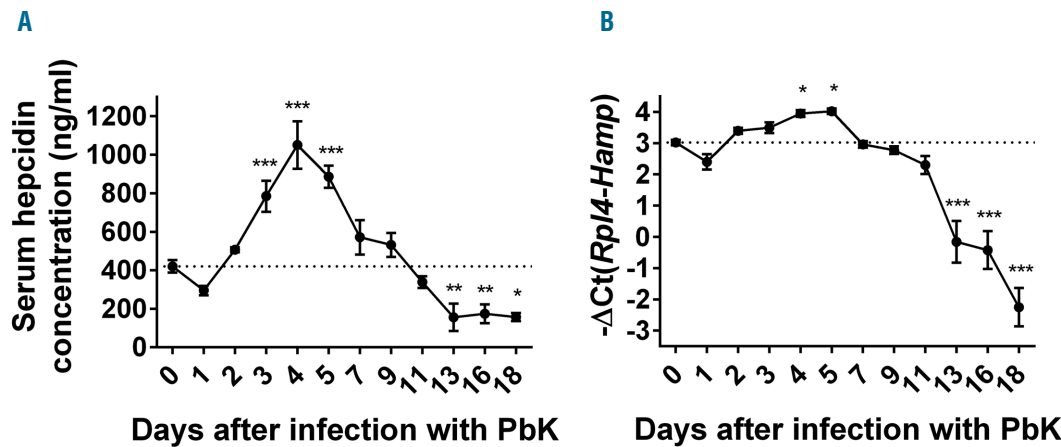 A
Serum hepcidin
concentration (ng/ml)
1200
1000
800
600
400
200
0
***
***
***
**
**
*
0 1 2 3 4 5 7 9 11 13 16 18
Days after infection with PbK
B
-ΔCt(Rpl4-Hamp)
4
3
2
1
0
-1
-2
-3
*
*
***
***
***
0 1 2 3 4 5 7 9 11 13 16 18
Days after infection with PbK